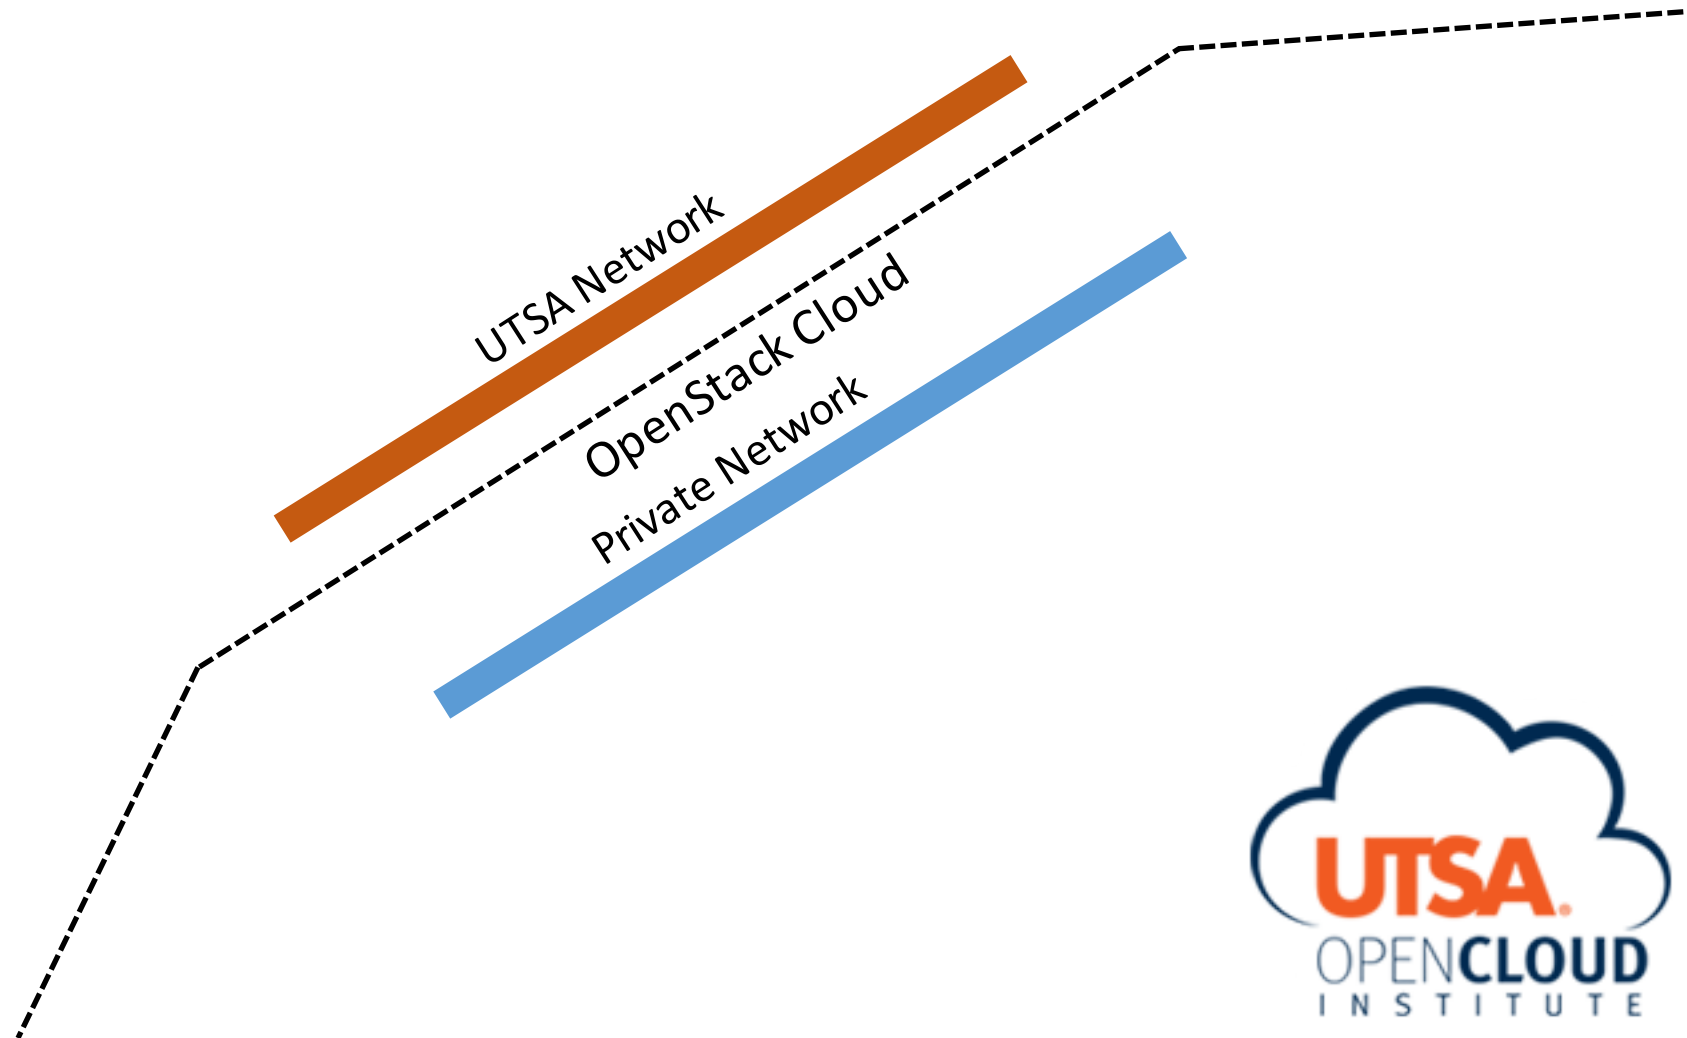 UTSA Network
OpenStack Cloud
Private Network
UTSA.
OPENCLOUD
INSTITUTE